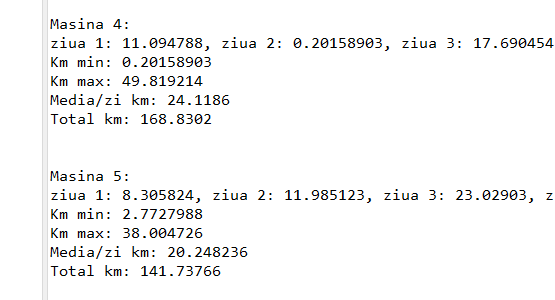 Masina 4:
ziua 1: 11.094788, ziua 2: 0.20158903, ziua 3: 17.690454
Km min: 0.20158903
Km max: 49.819214
Media/zi km: 24.1186
Total km: 168.8302
Masina 5:
ziua 1: 8.305824, ziua 2: 11.985123, ziua 3: 23.02903, z
Km min: 2.7727988
Km max: 38.004726
Media/zi km: 20.248236
Total km: 141.73766